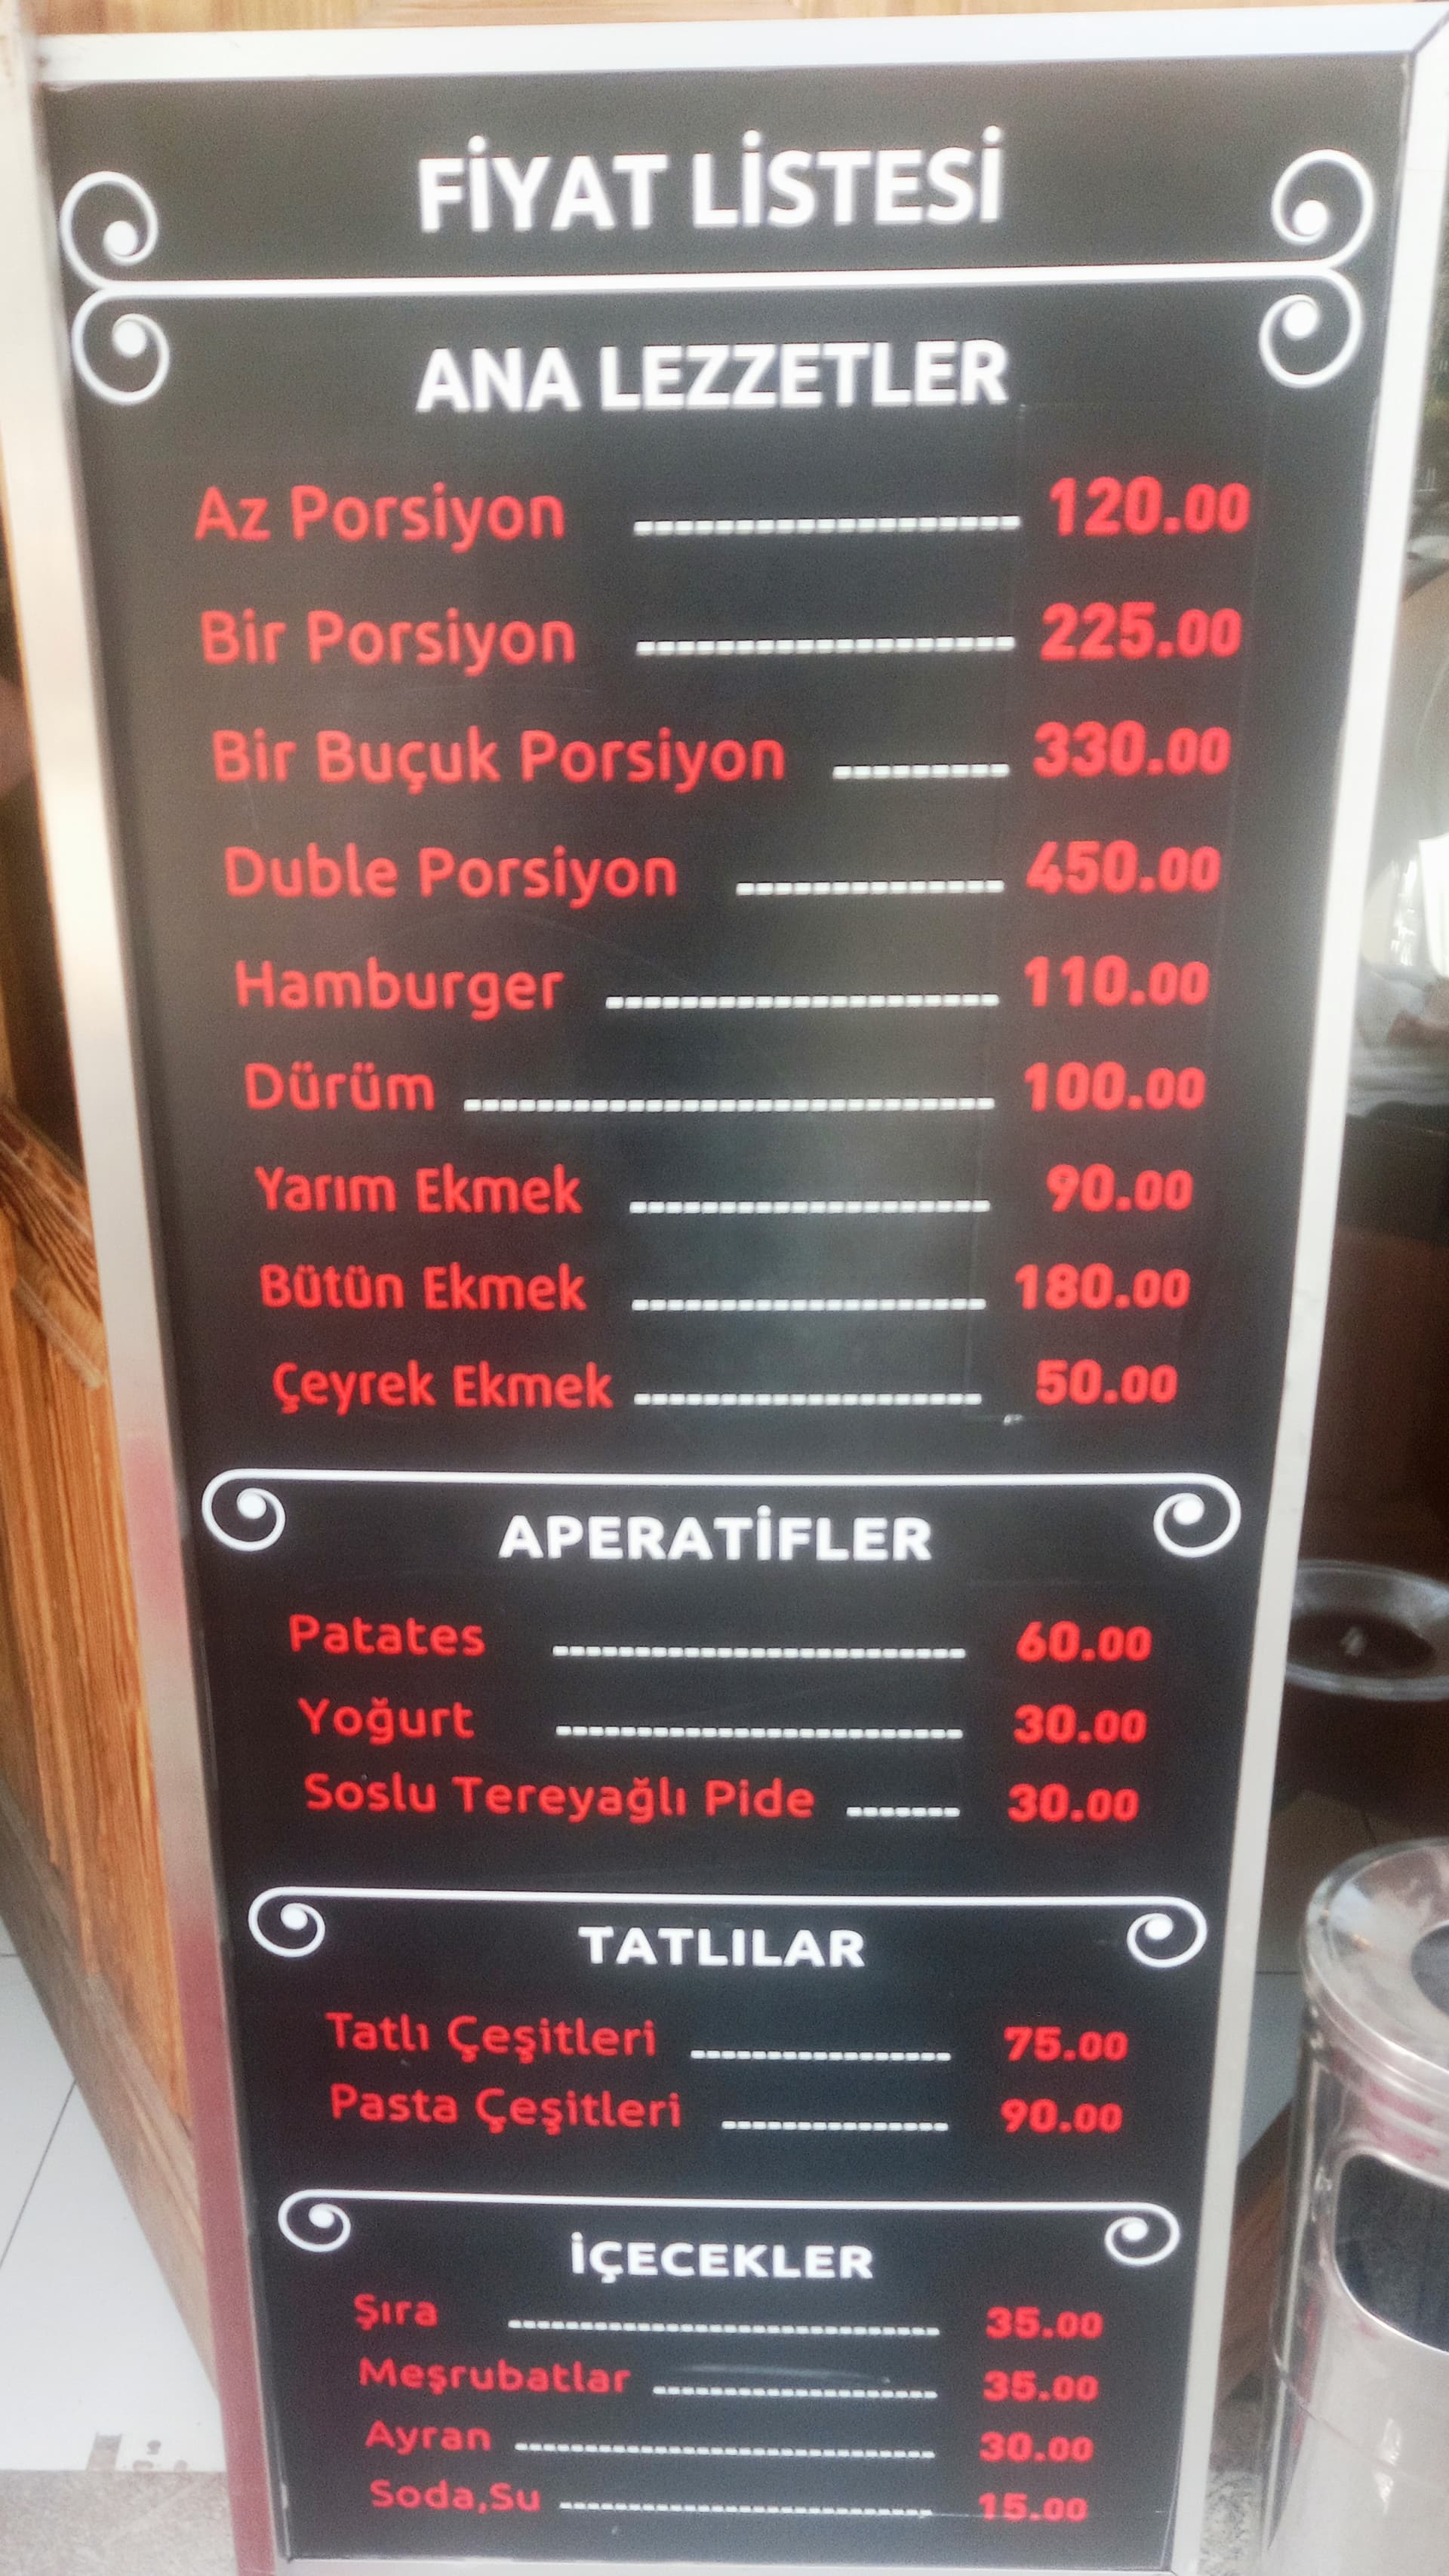 FİYAT LİSTESİ
ANA LEZZETLER
Az Porsiyon 120.00
Bir Porsiyon 225.00
Bir Buçuk Porsiyon 330.00
Duble Porsiyon 450.00
Hamburger 110.00
Dürüm 100.00
Yarım Ekmek 90.00
Bütün Ekmek 180.00
Çeyrek Ekmek 50.00
APERATİFLER
Patates 60.00
Yoğurt 30.00
Soslu Tereyağlı Pide 30.00
TATLILAR
Tatlı Çeşitleri 75.00
Pasta Çeşitleri 90.00
İÇECEKLER
Şıra 35.00
Meşrubatlar 35.00
Ayran 30.00
Soda,Su 15.00